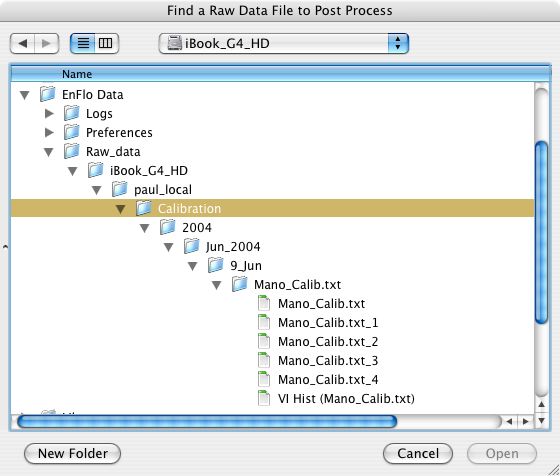 Find a Raw Data File to Post Process
iBook_G4_HD
Name
EnFlo Data
Logs
Preferences
Raw_data
iBook_G4_HD
paul_local
Calibration
2004
Jun_2004
9_Jun
Mano_Calib.txt
Mano_Calib.txt
Mano_Calib.txt_1
Mano_Calib.txt_2
Mano_Calib.txt_3
Mano_Calib.txt_4
VI Hist (Mano_Calib.txt)
New Folder
Cancel
Open